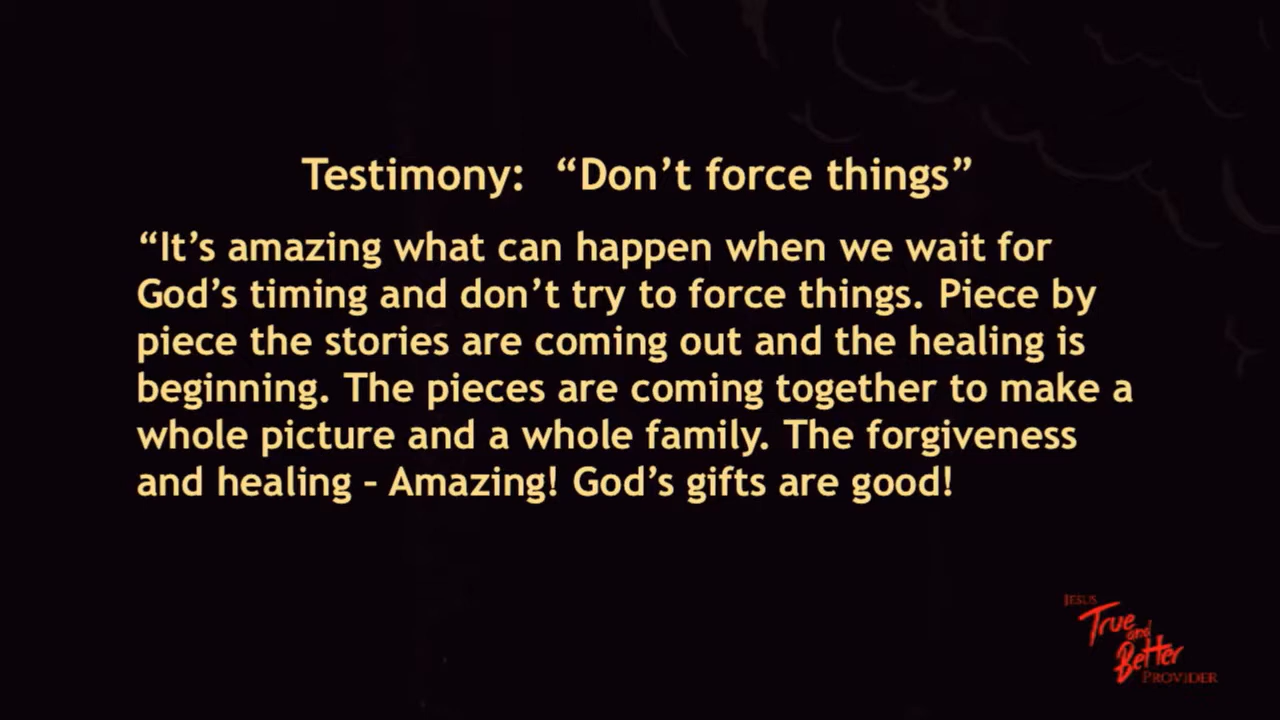 Testimony:  “Don’t force things”
“It’s amazing what can happen when we wait for
God’s timing and don’t try to force things. Piece by
piece the stories are coming out and the healing is
beginning. The pieces are coming together to make a
whole picture and a whole family. The forgiveness
and healing – Amazing! God’s gifts are good!
JESUS
True and
Better
PROVIDER